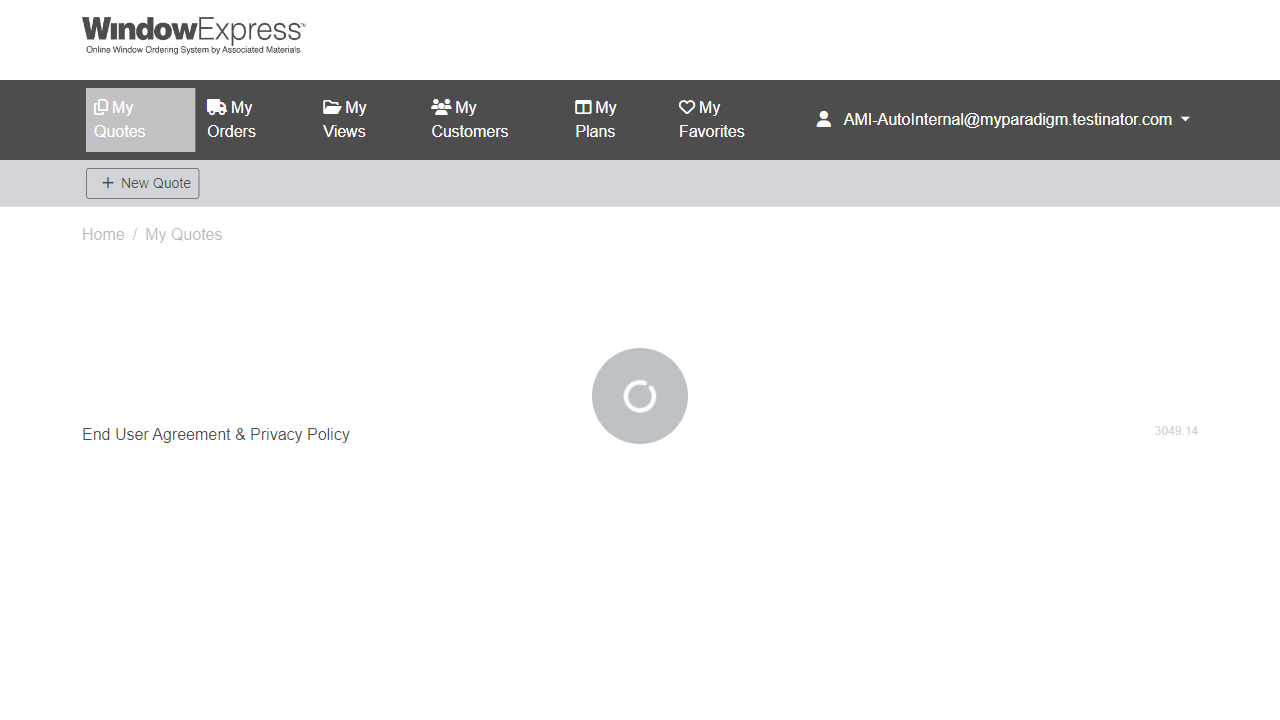 WindowExpress™
Online Window Ordering System by Associated Materials
My Quotes
My Orders
My Views
My Customers
My Plans
My Favorites
AMI-AutoInternal@myparadigm.testinator.com
+ New Quote
Home / My Quotes
End User Agreement & Privacy Policy
3049.14